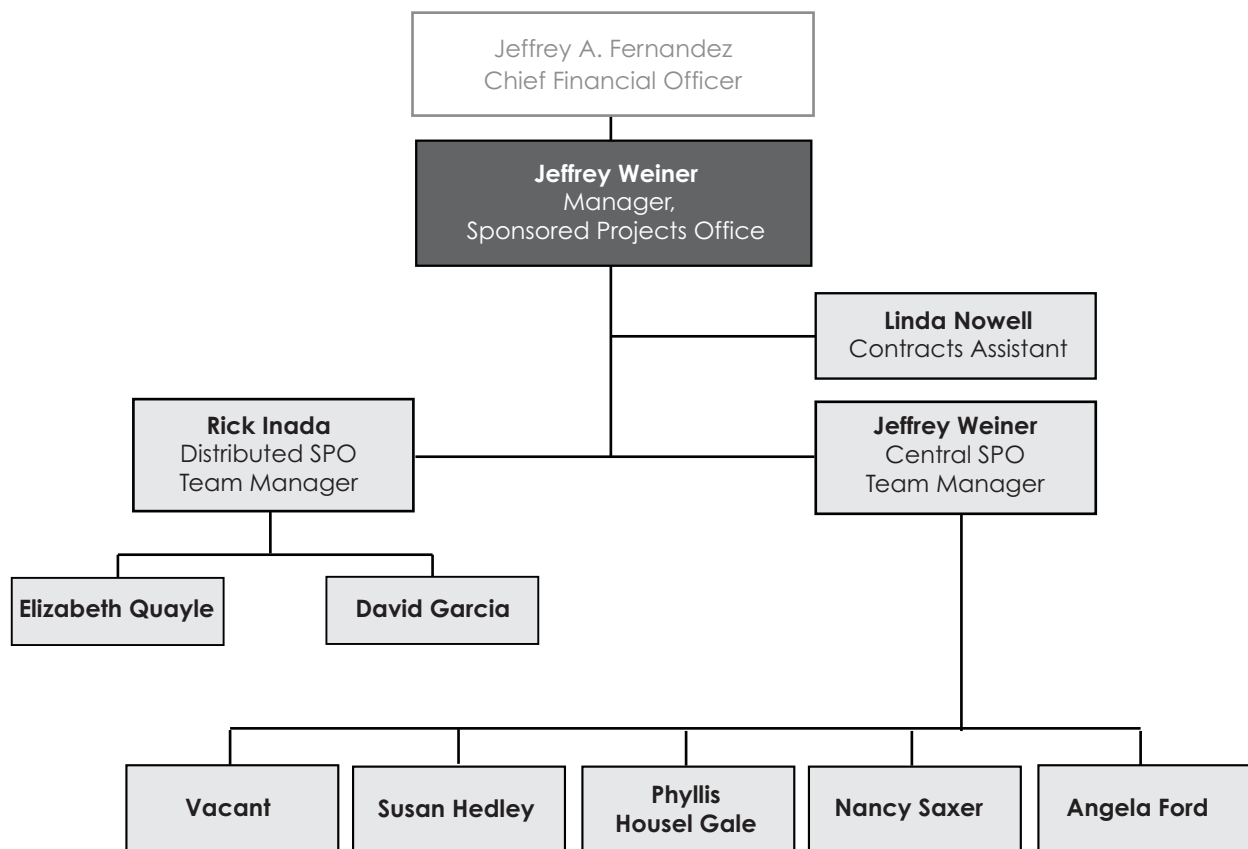 Jeffrey A. Fernandez
Chief Financial Officer
Jeffrey Weiner
Manager,
Sponsored Projects Office
Linda Nowell
Contracts Assistant
Rick Inada
Distributed SPO
Team Manager
Jeffrey Weiner
Central SPO
Team Manager
Elizabeth Quayle
David Garcia
Vacant
Susan Hedley
Phyllis
Housel Gale
Nancy Saxer
Angela Ford